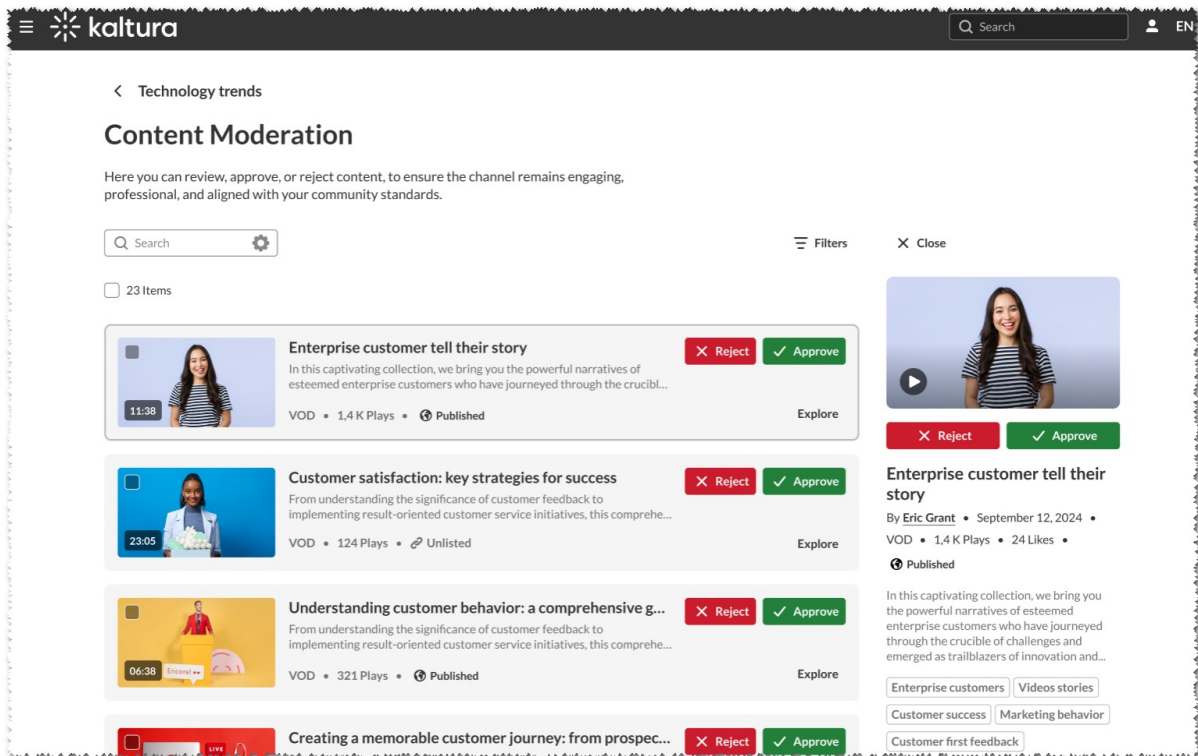 kaltura
Search
EN
Technology trends
Content Moderation
Here you can review, approve, or reject content, to ensure the channel remains engaging,
professional, and aligned with your community standards.
Search
Filters
Close
23 Items
Enterprise customer tell their story
Reject
Approve
In this captivating collection, we bring you the powerful narratives of
esteemed enterprise customers who have journeyed through the crucibl...
11:38
VOD • 1,4 K Plays • Published
Explore
Customer satisfaction: key strategies for success
Reject
Approve
From understanding the significance of customer feedback to
implementing result-oriented customer service initiatives, this comprehe...
23:05
VOD • 124 Plays • Unlisted
Explore
Understanding customer behavior: a comprehensive g...
Reject
Approve
From understanding the significance of customer feedback to
implementing result-oriented customer service initiatives, this comprehe...
06:38
Encore!
VOD • 321 Plays • Published
Explore
LIVE
Creating a memorable customer journey: from prospec...
Reject
Approve
Reject
Approve
Enterprise customer tell their
story
By Eric Grant • September 12, 2024 •
VOD • 1,4 K Plays • 24 Likes •
Published
In this captivating collection, we bring you
the powerful narratives of esteemed
enterprise customers who have journeyed
through the crucible of challenges and
emerged as trailblazers of innovation and...
Enterprise customers
Videos stories
Customer success
Marketing behavior
Customer first feedback